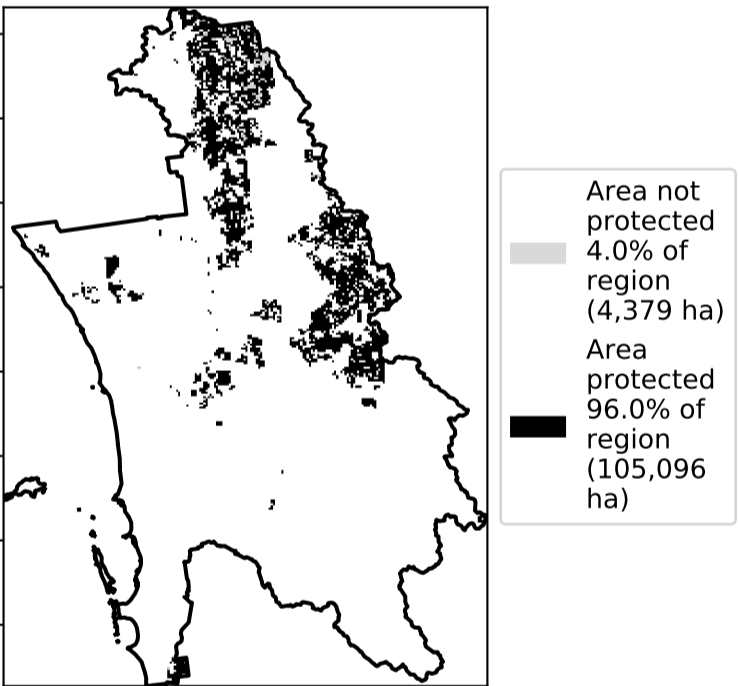 Area not
protected
4.0% of
region
(4,379 ha)
Area
protected
96.0% of
region
(105,096
ha)